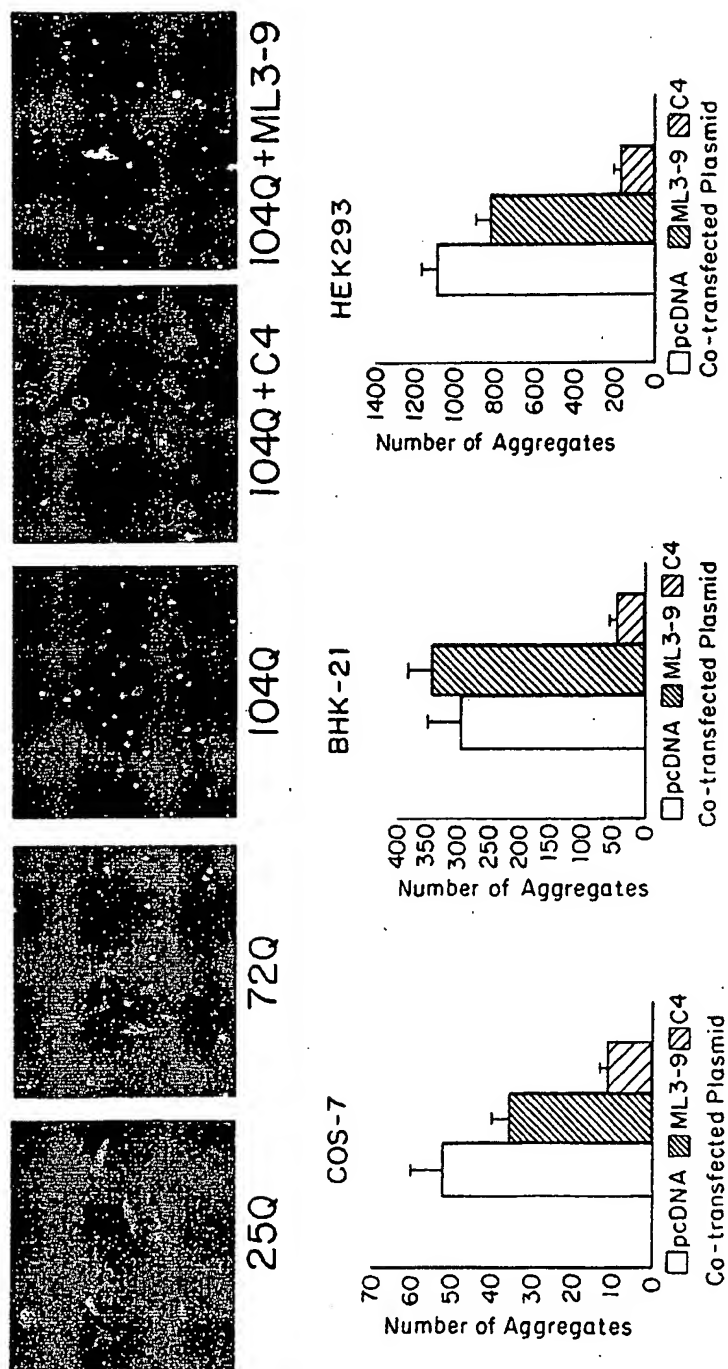 25Q
72Q
104Q
104Q+C4
104Q+ML3-9
COS-7
Number of Aggregates
70
60
50
40
30
20
10
0
pcDNA ML3-9 C4
Co-transfected Plasmid
BHK-21
Number of Aggregates
400
350
300
250
200
150
100
50
0
pcDNA ML3-9 C4
Co-transfected Plasmid
HEK293
Number of Aggregates
1400
1200
1000
800
600
400
200
0
pcDNA ML3-9 C4
Co-transfected Plasmid